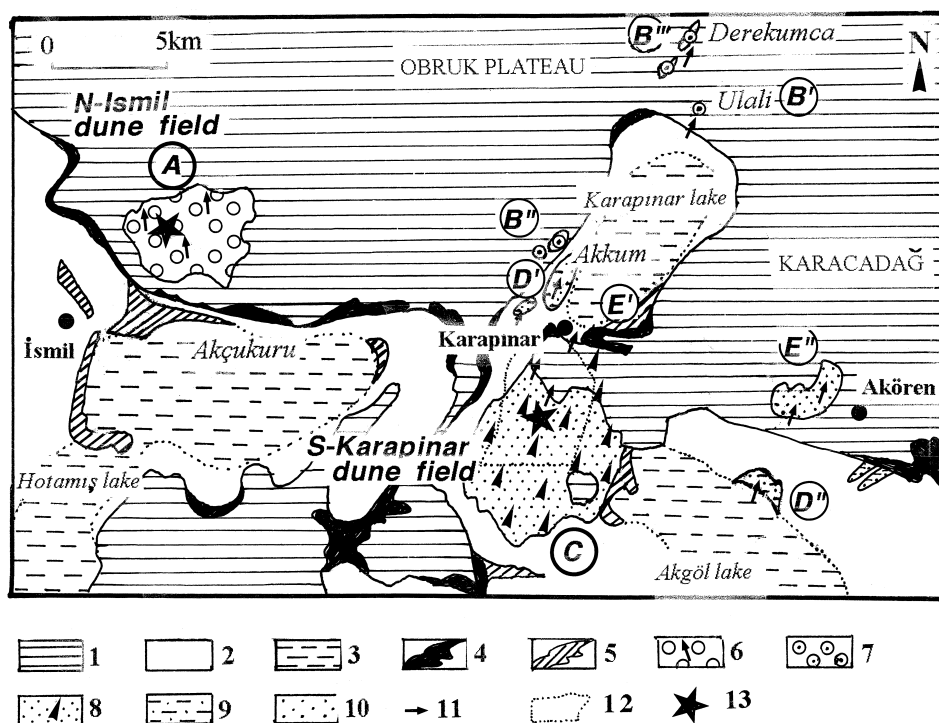 0 5km
N
OBRUK PLATEAU
B''' Derekumca
Ulali B'
N-Ismil
dune field
A
Karapınar lake
B''
Akkum
KARACADAĞ
D'
E'
İsmil
Akçukuru
Karapınar
E''
Akören
S-Karapinar
dune field
Hotamış lake
D''
C
Akgöl lake
1 2 3 4 5 6 7
8 9 10 11 12 13